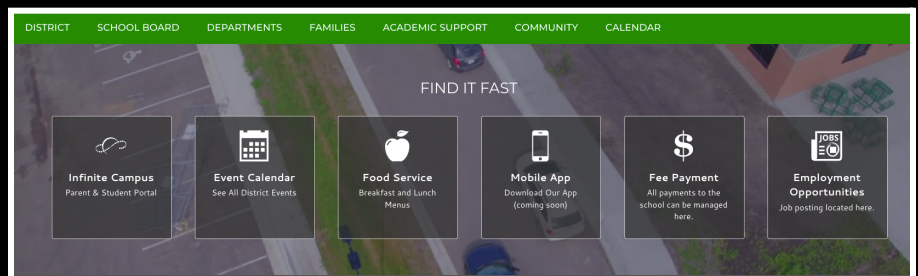 DISTRICT SCHOOL BOARD DEPARTMENTS FAMILIES ACADEMIC SUPPORT COMMUNITY CALENDAR
FIND IT FAST
Infinite Campus
Parent & Student Portal
Event Calendar
See All District Events
Food Service
Breakfast and Lunch
Menus
Mobile App
Download Our App
(coming soon)
Fee Payment
All payments to the
school can be managed
here.
JOBS
Employment
Opportunities
Job posting located here.